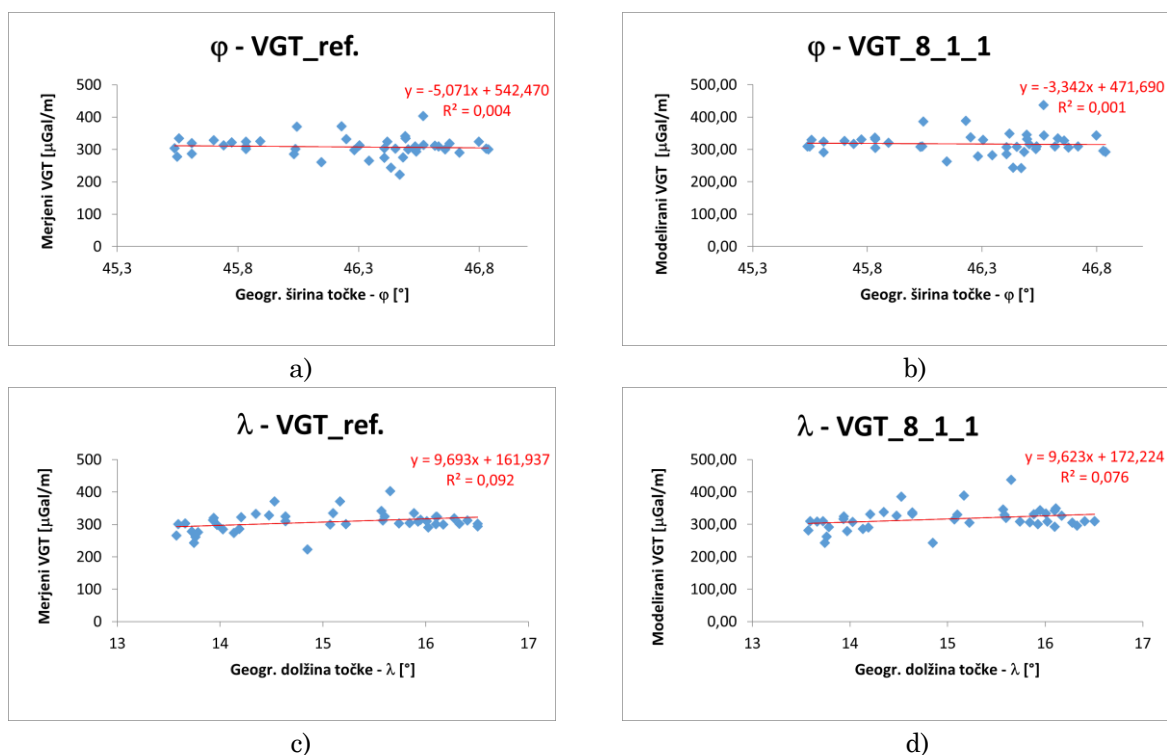 φ - VGT_ref.
y = -5,071x + 542,470
R² = 0,004
500
400
300
200
100
0
Merjeni VGT [µGal/m]
45,3
45,8
46,3
46,8
Geogr. širina točke - φ [°]
a)
φ - VGT_8_1_1
y = -3,342x + 471,690
R² = 0,001
500,00
400,00
300,00
200,00
100,00
0,00
Modelirani VGT [µGal/m]
45,3
45,8
46,3
46,8
Geogr. širina točke - φ [°]
b)
λ - VGT_ref.
y = 9,693x + 161,937
R² = 0,092
500
400
300
200
100
0
Merjeni VGT [µGal/m]
13
14
15
16
17
Geogr. dolžina točke - λ [°]
c)
λ - VGT_8_1_1
y = 9,623x + 172,224
R² = 0,076
500,00
400,00
300,00
200,00
100,00
0,00
Modelirani VGT [µGal/m]
13
14
15
16
17
Geogr. dolžina točke - λ [°]
d)